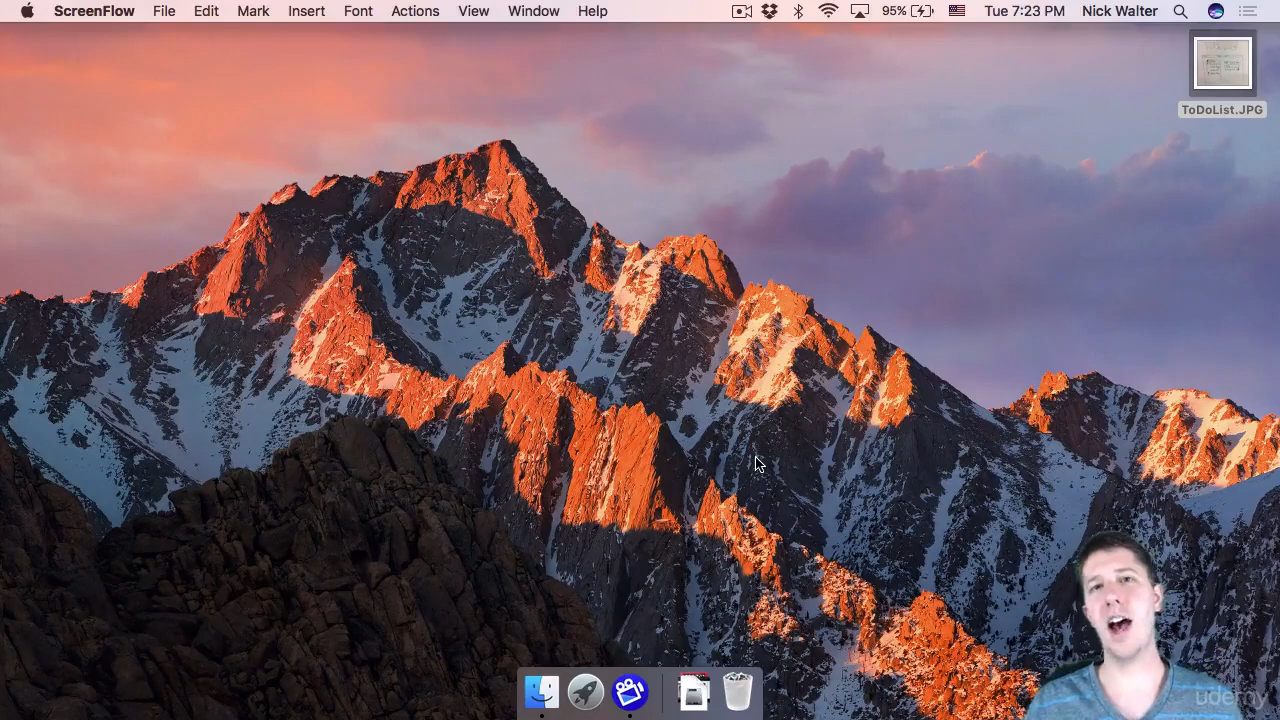 ScreenFlow File Edit Mark Insert Font Actions View Window Help 95% Tue 7:23 PM Nick Walter
ToDoList.JPG
udemy